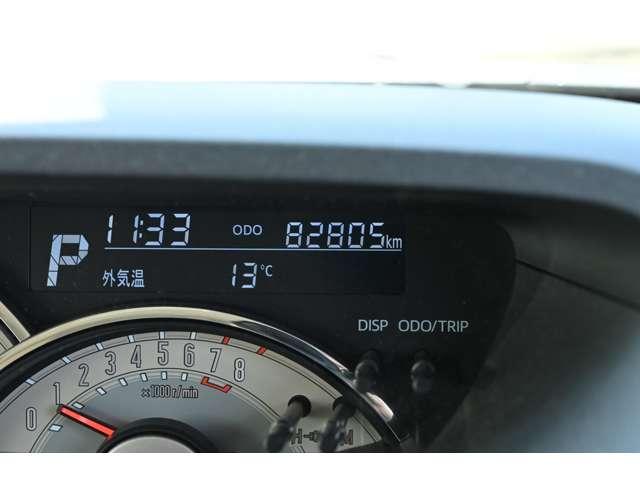 P 11:33 ODO 82805km
外気温 13℃
DISP ODO/TRIP
0 1 2 3 4 5 6 7 8
x1000r/min
H M